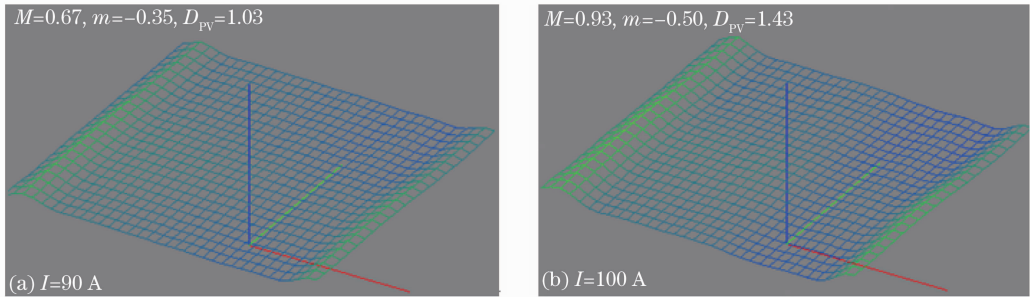 M=0.67, m=−0.35, D_PV=1.03
(a) I=90 A
M=0.93, m=−0.50, D_PV=1.43
(b) I=100 A